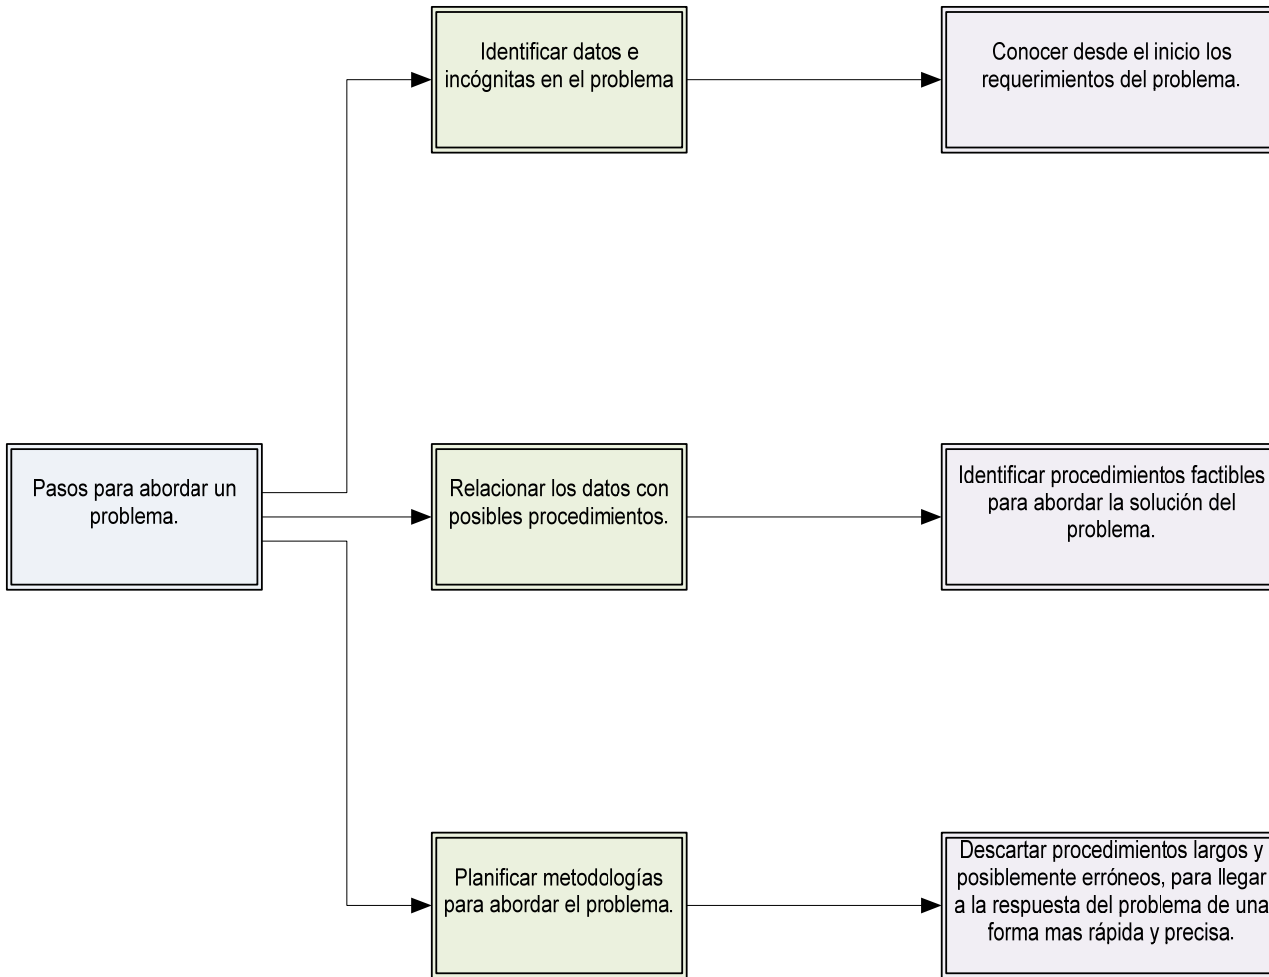 Identificar datos e
incógnitas en el problema
Conocer desde el inicio los
requerimientos del problema.
Pasos para abordar un
problema.
Relacionar los datos con
posibles procedimientos.
Identificar procedimientos factibles
para abordar la solución del
problema.
Planificar metodologías
para abordar el problema.
Descartar procedimientos largos y
posiblemente erróneos, para llegar
a la respuesta del problema de una
forma mas rápida y precisa.